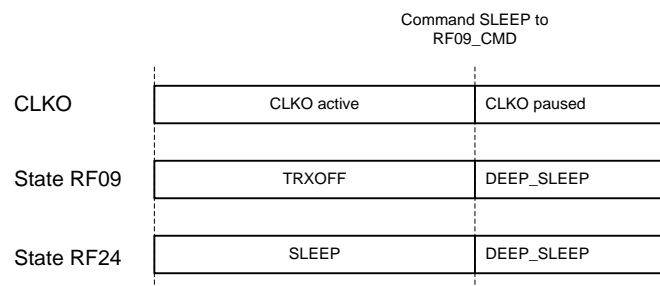 Command SLEEP to
RF09_CMD
CLKO
CLKO active
CLKO paused
State RF09
TRXOFF
DEEP_SLEEP
State RF24
SLEEP
DEEP_SLEEP